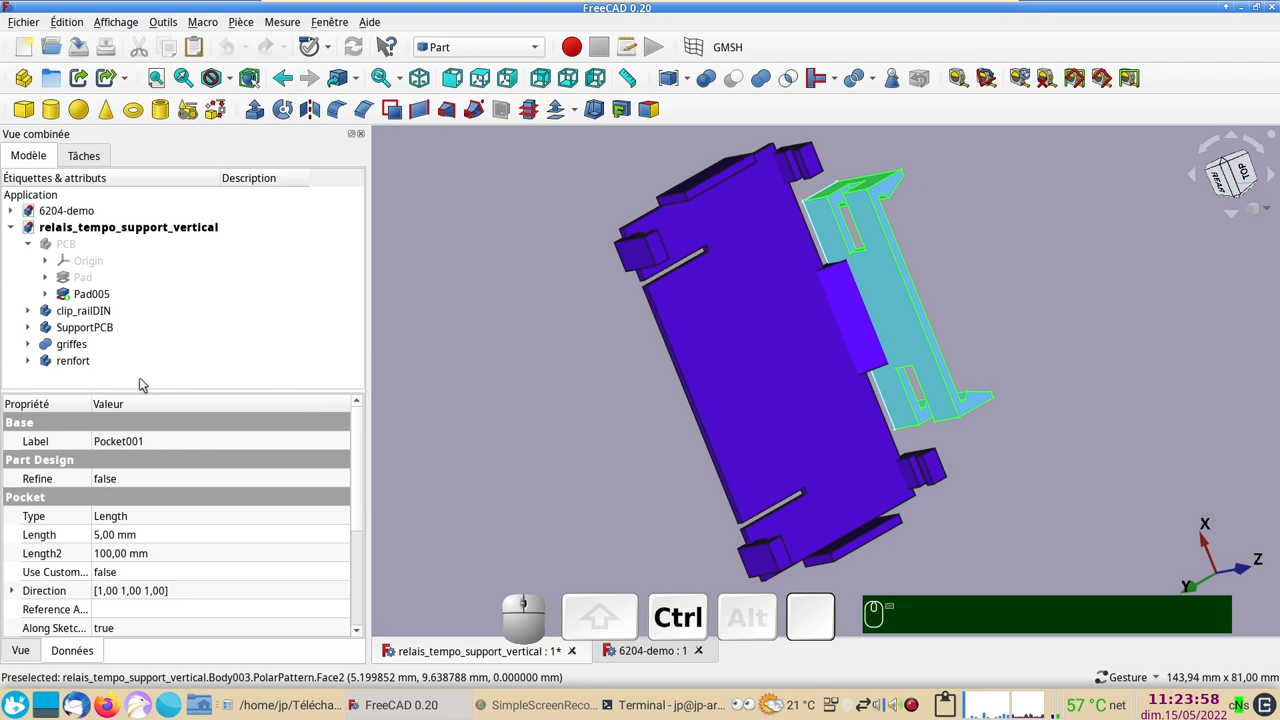 FreeCAD 0.20
Fichier Édition Affichage Outils Macro Pièce Mesure Fenêtre Aide
Part GMSH
Vue combinée
Modèle Tâches
Étiquettes & attributs Description
Application
6204-demo
relais_tempo_support_vertical
PCB
Origin
Pad
Pad005
clip_railDIN
SupportPCB
griffes
renfort
Propriété Valeur
Base
Label Pocket001
Part Design
Refine false
Pocket
Type Length
Length 5,00 mm
Length2 100,00 mm
Use Custom... false
Direction [1,00 1,00 1,00]
Reference A...
Along Sketc... true
Vue Données
REAR TOP
X
Z
Y
Ctrl Alt
relais_tempo_support_vertical : 1* 6204-demo : 1
Preselected: relais_tempo_support_vertical.Body003.PolarPattern.Face2 (5.199852 mm, 9.638788 mm, 0.000000 mm) Gesture 143,94 mm x 81,00 mm
/home/jp/Télécha... FreeCAD 0.20 SimpleScreenReco... Terminal - jp@jp-ar... 21 °C 57 °C net 11:23:58
dim.15/05/2022